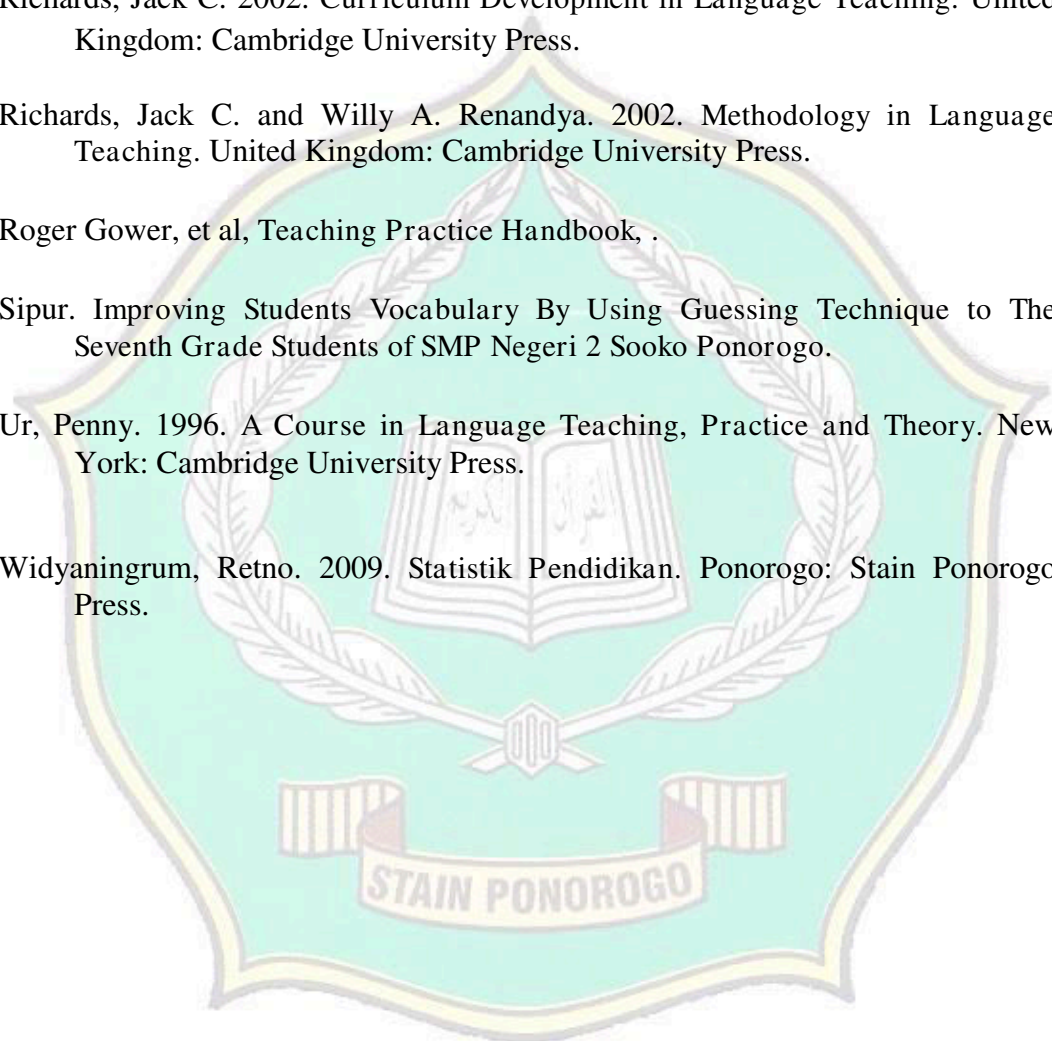 Richards, Jack C. 2002. Curriculum Development in Language Teaching. United
Kingdom: Cambridge University Press.
Richards, Jack C. and Willy A. Renandya. 2002. Methodology in Language
Teaching. United Kingdom: Cambridge University Press.
Roger Gower, et al, Teaching Practice Handbook, .
Sipur. Improving Students Vocabulary By Using Guessing Technique to The
Seventh Grade Students of SMP Negeri 2 Sooko Ponorogo.
Ur, Penny. 1996. A Course in Language Teaching, Practice and Theory. New
York: Cambridge University Press.
Widyaningrum, Retno. 2009. Statistik Pendidikan. Ponorogo: Stain Ponorogo
Press.
STAIN PONOROGO